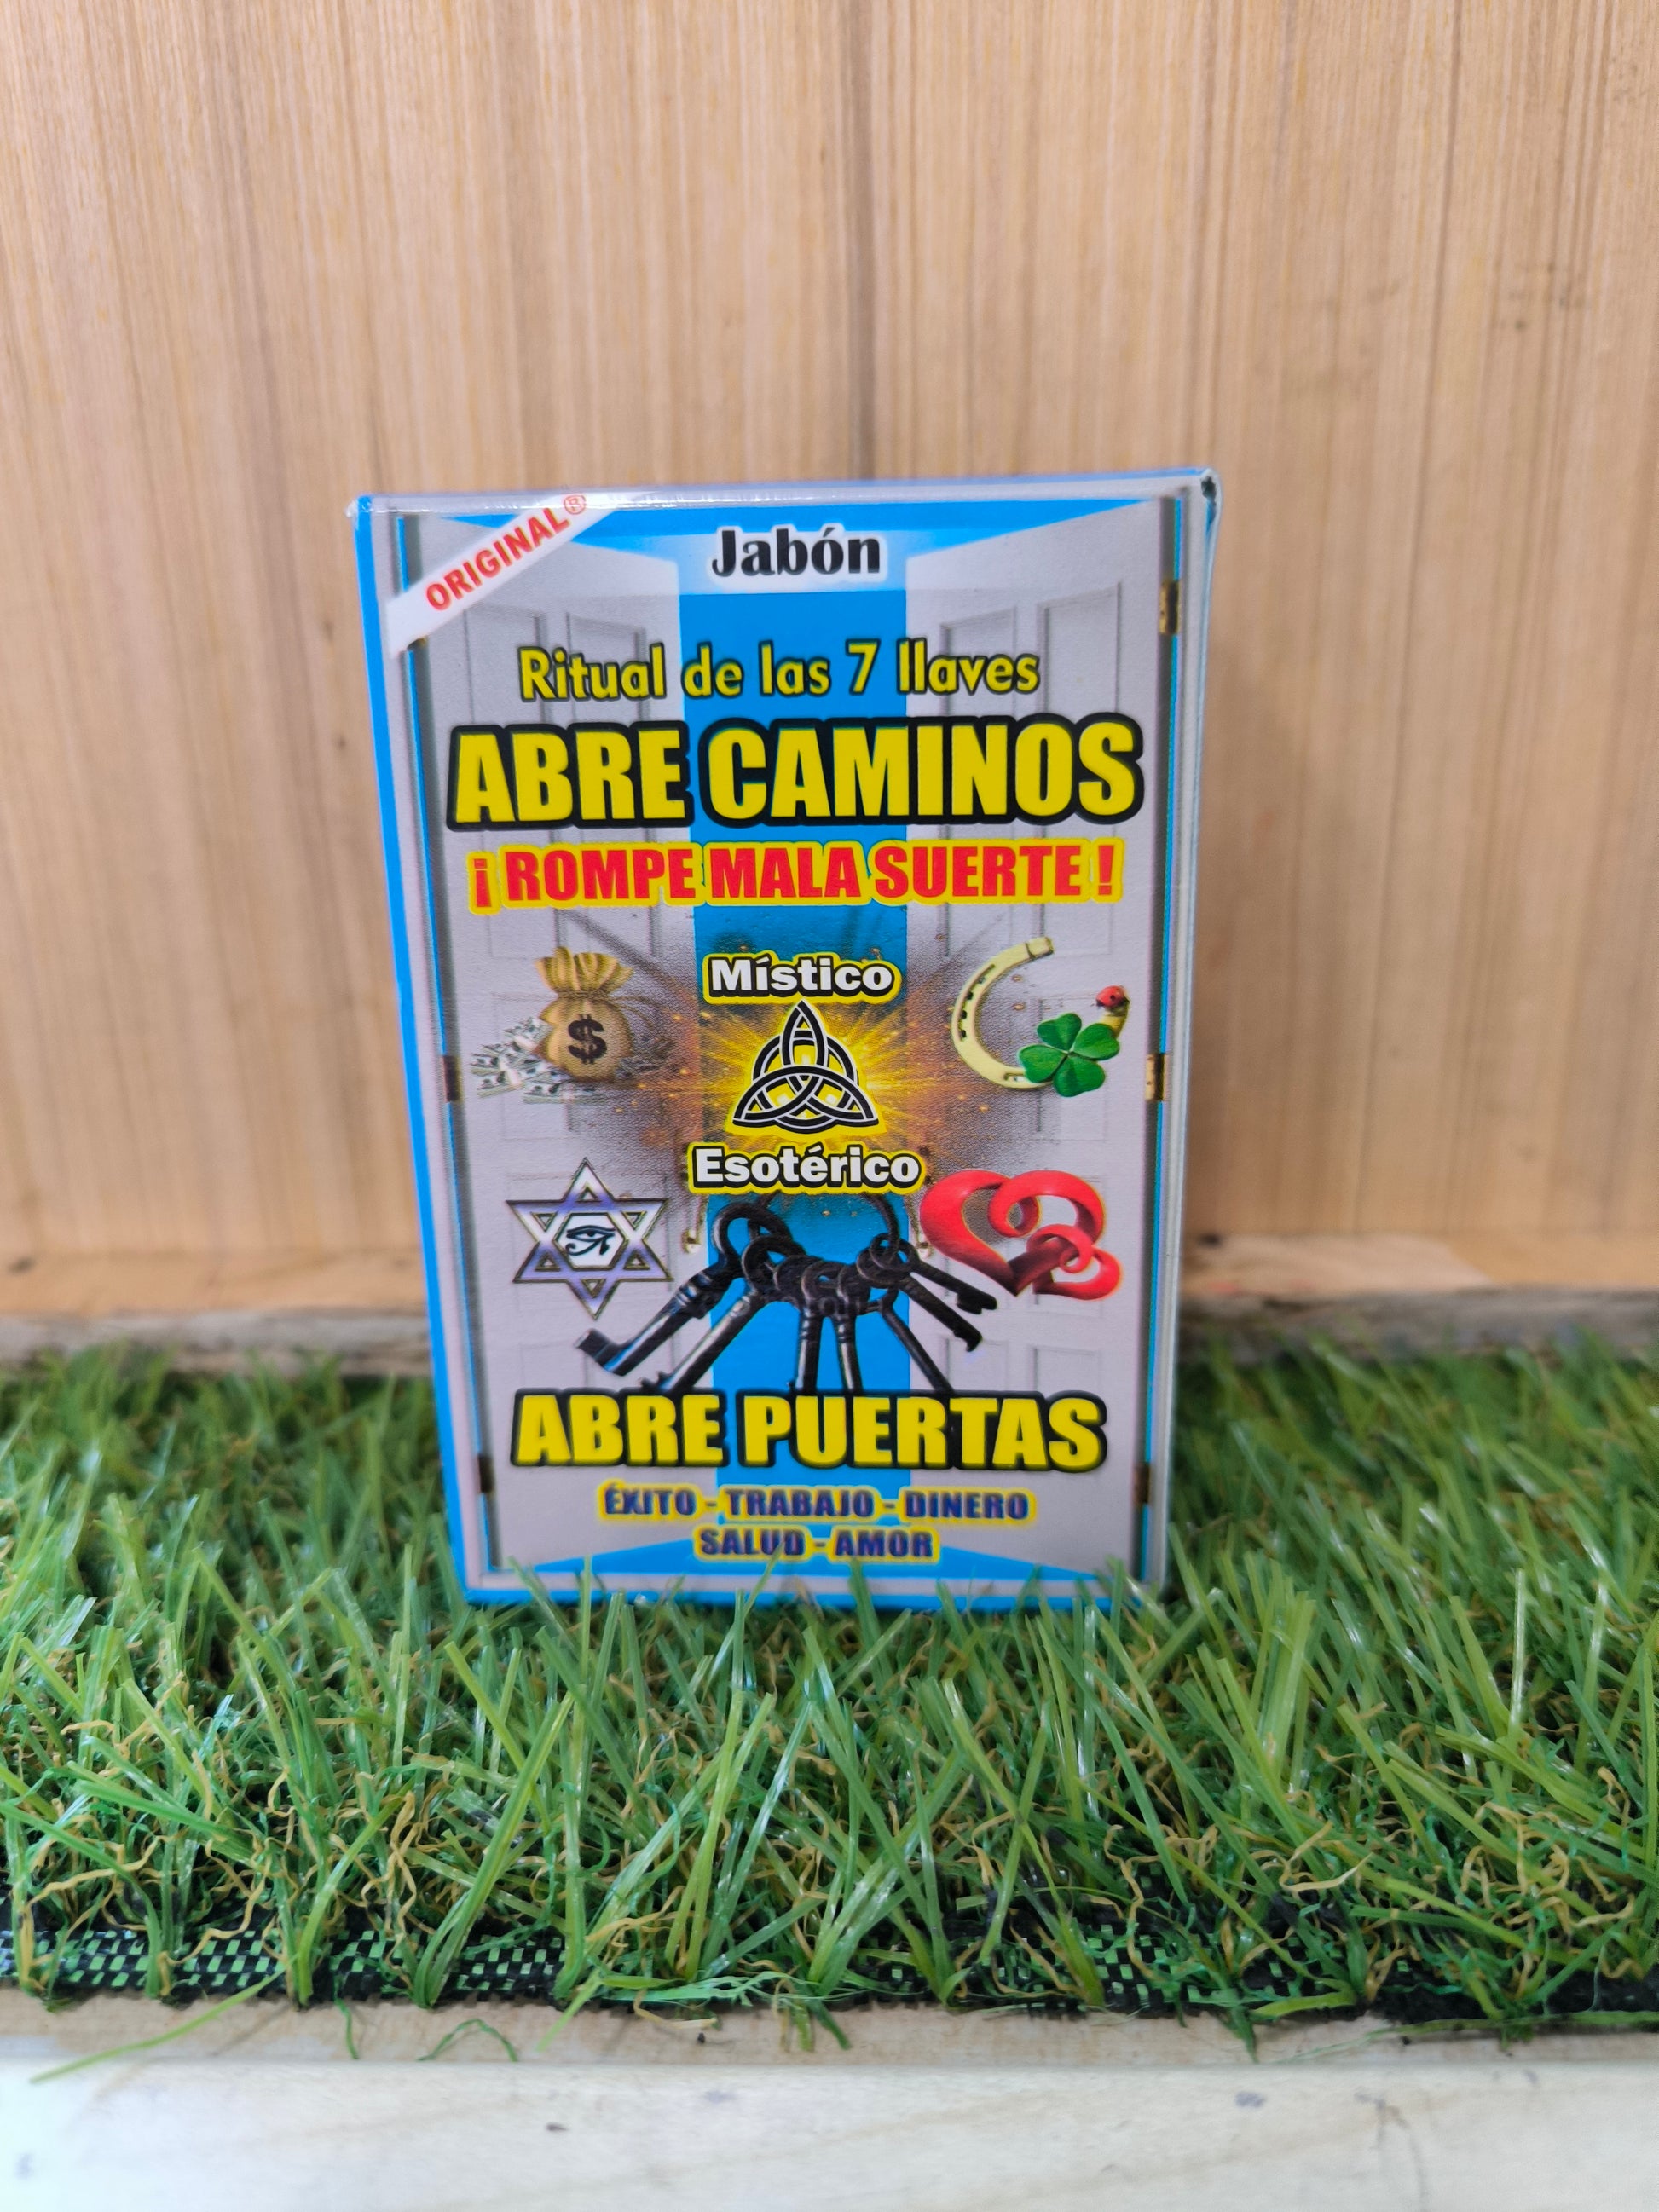 ORIGINAL®
Jabón
Ritual de las 7 llaves
ABRE CAMINOS
¡ROMPE MALA SUERTE!
Místico
$
Esotérico
ABRE PUERTAS
ÉXITO - TRABAJO - DINERO
SALUD - AMOR